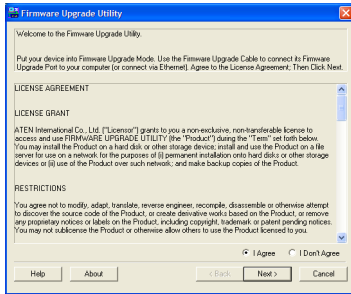 Firmware Upgrade Utility
Welcome to the Firmware Upgrade Utility.
Put your device into Firmware Upgrade Mode. Use the Firmware Upgrade Cable to connect its Firmware
Upgrade Port to your computer (or connect via Ethernet). Agree to the License Agreement; Then Click Next.
LICENSE AGREEMENT
LICENSE GRANT
ATEN International Co., Ltd. ("Licensor") grants to you a non-exclusive, non-transferable license to
access and use FIRMWARE UPGRADE UTILITY (the "Product") during the "Term" set forth below.
You may install the Product on a hard disk or other storage device; install and use the Product on a file
server for use on a network for the purposes of (i) permanent installation onto hard disks or other storage
devices or (ii) use of the Product over such network; and make backup copies of the Product.
RESTRICTIONS
You agree not to modify, adapt, translate, reverse engineer, recompile, disassemble or otherwise attempt
to discover the source code of the Product, or create derivative works based on the Product, or remove
any proprietary notices or labels on the Product, including copyright, trademark or patent pending notices.
You may not sublicense the Product or otherwise allow others to use the Product licensed to you.
I Agree I Don't Agree
Help About < Back Next > Cancel